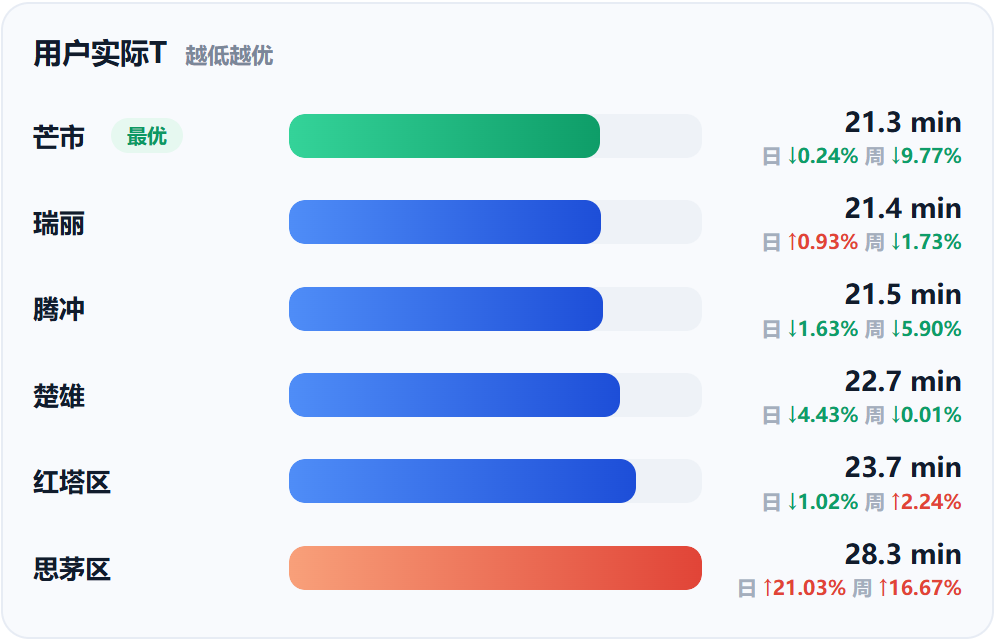 用户实际T 越低越优
芒市 最优 21.3 min
日 ↓0.24% 周 ↓9.77%
瑞丽 21.4 min
日 ↑0.93% 周 ↓1.73%
腾冲 21.5 min
日 ↓1.63% 周 ↓5.90%
楚雄 22.7 min
日 ↓4.43% 周 ↓0.01%
红塔区 23.7 min
日 ↓1.02% 周 ↑2.24%
思茅区 28.3 min
日 ↑21.03% 周 ↑16.67%